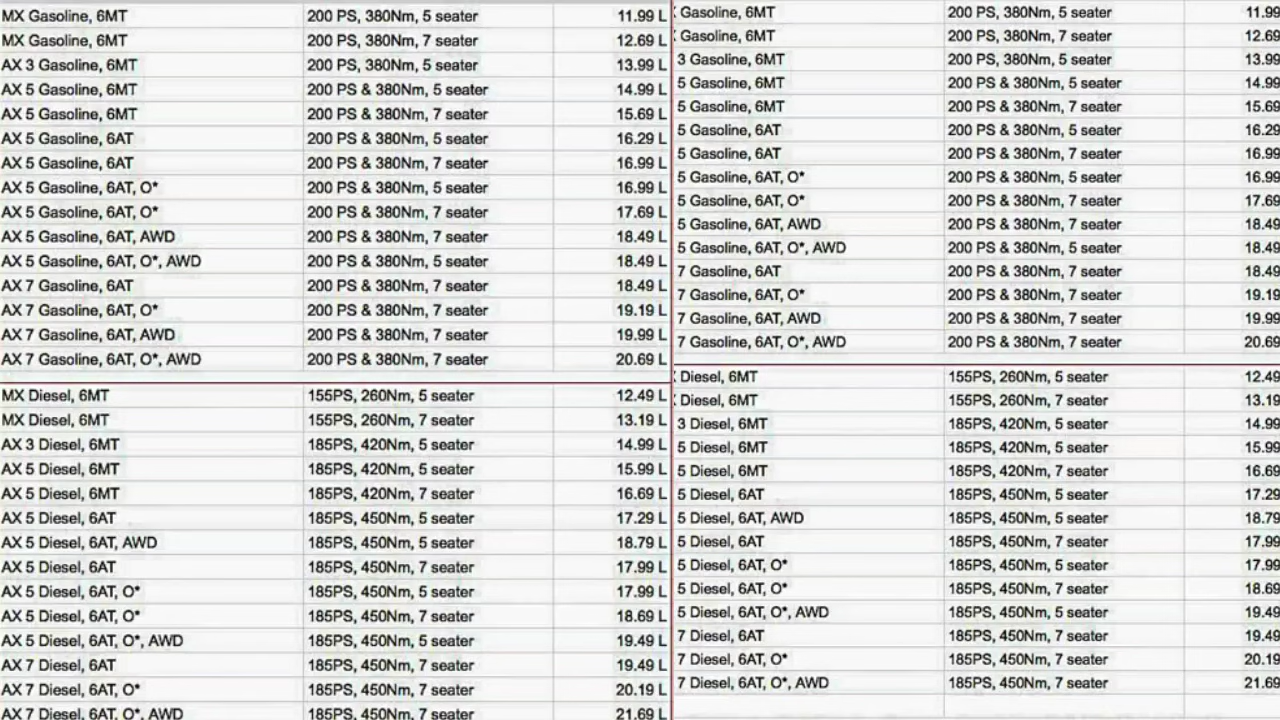 MX Gasoline, 6MT 200 PS, 380Nm, 5 seater 11.99 L
MX Gasoline, 6MT 200 PS, 380Nm, 7 seater 12.69 L
AX 3 Gasoline, 6MT 200 PS, 380Nm, 5 seater 13.99 L
AX 5 Gasoline, 6MT 200 PS & 380Nm, 5 seater 14.99 L
AX 5 Gasoline, 6MT 200 PS & 380Nm, 7 seater 15.69 L
AX 5 Gasoline, 6AT 200 PS & 380Nm, 5 seater 16.29 L
AX 5 Gasoline, 6AT 200 PS & 380Nm, 7 seater 16.99 L
AX 5 Gasoline, 6AT, O* 200 PS & 380Nm, 5 seater 16.99 L
AX 5 Gasoline, 6AT, O* 200 PS & 380Nm, 7 seater 17.69 L
AX 5 Gasoline, 6AT, AWD 200 PS & 380Nm, 7 seater 18.49 L
AX 5 Gasoline, 6AT, O*, AWD 200 PS & 380Nm, 5 seater 18.49 L
AX 7 Gasoline, 6AT 200 PS & 380Nm, 7 seater 18.49 L
AX 7 Gasoline, 6AT, O* 200 PS & 380Nm, 7 seater 19.19 L
AX 7 Gasoline, 6AT, AWD 200 PS & 380Nm, 7 seater 19.99 L
AX 7 Gasoline, 6AT, O*, AWD 200 PS & 380Nm, 7 seater 20.69 L
MX Diesel, 6MT 155PS, 260Nm, 5 seater 12.49 L
MX Diesel, 6MT 155PS, 260Nm, 7 seater 13.19 L
AX 3 Diesel, 6MT 185PS, 420Nm, 5 seater 14.99 L
AX 5 Diesel, 6MT 185PS, 420Nm, 5 seater 15.99 L
AX 5 Diesel, 6MT 185PS, 420Nm, 7 seater 16.69 L
AX 5 Diesel, 6AT 185PS, 450Nm, 5 seater 17.29 L
AX 5 Diesel, 6AT, AWD 185PS, 450Nm, 5 seater 18.79 L
AX 5 Diesel, 6AT 185PS, 450Nm, 7 seater 17.99 L
AX 5 Diesel, 6AT, O* 185PS, 450Nm, 5 seater 17.99 L
AX 5 Diesel, 6AT, O* 185PS, 450Nm, 7 seater 18.69 L
AX 5 Diesel, 6AT, O*, AWD 185PS, 450Nm, 5 seater 19.49 L
AX 7 Diesel, 6AT 185PS, 450Nm, 7 seater 19.49 L
AX 7 Diesel, 6AT, O* 185PS, 450Nm, 7 seater 20.19 L
AX 7 Diesel, 6AT, O*, AWD 185PS, 450Nm, 7 seater 21.69 L
Gasoline, 6MT 200 PS, 380Nm, 5 seater 11.99
Gasoline, 6MT 200 PS, 380Nm, 7 seater 12.69
3 Gasoline, 6MT 200 PS, 380Nm, 5 seater 13.99
5 Gasoline, 6MT 200 PS & 380Nm, 5 seater 14.99
5 Gasoline, 6MT 200 PS & 380Nm, 7 seater 15.69
5 Gasoline, 6AT 200 PS & 380Nm, 5 seater 16.29
5 Gasoline, 6AT 200 PS & 380Nm, 7 seater 16.99
5 Gasoline, 6AT, O* 200 PS & 380Nm, 5 seater 16.99
5 Gasoline, 6AT, O* 200 PS & 380Nm, 7 seater 17.69
5 Gasoline, 6AT, AWD 200 PS & 380Nm, 7 seater 18.49
5 Gasoline, 6AT, O*, AWD 200 PS & 380Nm, 5 seater 18.49
7 Gasoline, 6AT 200 PS & 380Nm, 7 seater 18.49
7 Gasoline, 6AT, O* 200 PS & 380Nm, 7 seater 19.19
7 Gasoline, 6AT, AWD 200 PS & 380Nm, 7 seater 19.99
7 Gasoline, 6AT, O*, AWD 200 PS & 380Nm, 7 seater 20.69
Diesel, 6MT 155PS, 260Nm, 5 seater 12.49
Diesel, 6MT 155PS, 260Nm, 7 seater 13.19
3 Diesel, 6MT 185PS, 420Nm, 5 seater 14.99
5 Diesel, 6MT 185PS, 420Nm, 5 seater 15.99
5 Diesel, 6MT 185PS, 420Nm, 7 seater 16.69
5 Diesel, 6AT 185PS, 450Nm, 5 seater 17.29
5 Diesel, 6AT, AWD 185PS, 450Nm, 5 seater 18.79
5 Diesel, 6AT 185PS, 450Nm, 7 seater 17.99
5 Diesel, 6AT, O* 185PS, 450Nm, 5 seater 17.99
5 Diesel, 6AT, O* 185PS, 450Nm, 7 seater 18.69
5 Diesel, 6AT, O*, AWD 185PS, 450Nm, 5 seater 19.49
7 Diesel, 6AT 185PS, 450Nm, 7 seater 19.49
7 Diesel, 6AT, O* 185PS, 450Nm, 7 seater 20.19
7 Diesel, 6AT, O*, AWD 185PS, 450Nm, 7 seater 21.69